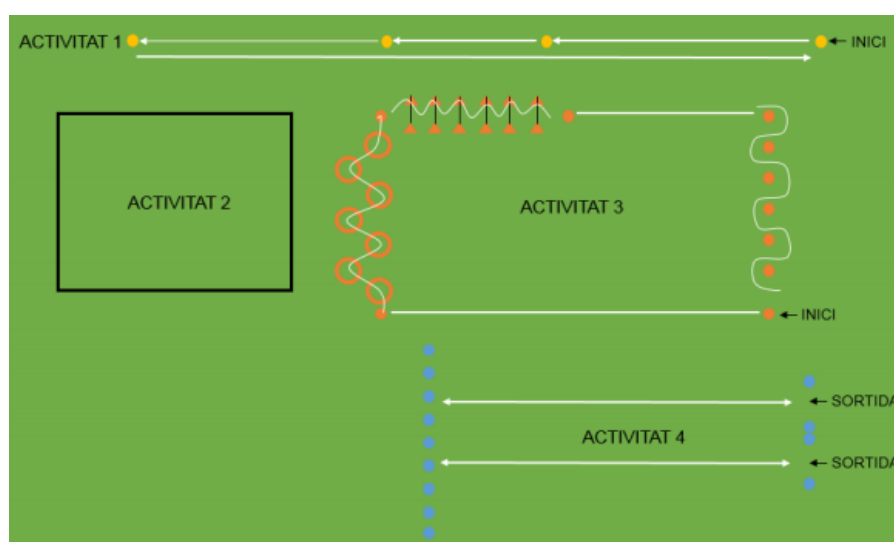 ACTIVITAT 1
INICI
ACTIVITAT 2
ACTIVITAT 3
INICI
SORTIDA
ACTIVITAT 4
SORTIDA